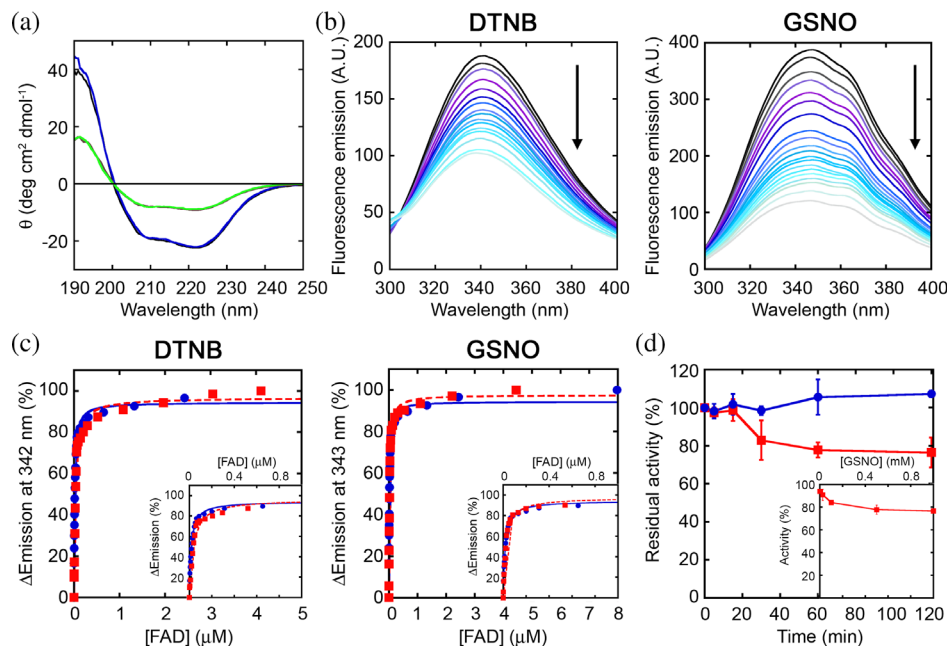 (a)
θ (deg cm² dmol⁻¹)
40
20
0
-20
190 200 210 220 230 240 250
Wavelength (nm)
(b)
DTNB
Fluorescence emission (A.U.)
200
150
100
50
0
300 320 340 360 380 400
Wavelength (nm)
GSNO
Fluorescence emission (A.U.)
400
300
200
100
0
300 320 340 360 380 400
Wavelength (nm)
(c)
DTNB
ΔEmission at 342 nm (%)
100
80
60
40
20
0
0 1 2 3 4 5
[FAD] (μM)
[FAD]
(μM)
0 0.4 0.8
ΔEmission (%)
100
80
60
40
20
GSNO
ΔEmission at 343 nm (%)
100
80
60
40
20
0
0 1 2 3 4 5 6 7 8
[FAD] (μM)
[FAD]
(μM)
0 0.4 0.8
ΔEmission (%)
100
80
60
40
20
(d)
Residual activity (%)
120
100
80
60
40
20
0
0 20 40 60 80 100 120
Time (min)
[GSNO] (mM)
0 0.4 0.8
Activity (%)
100
80
60
40
20